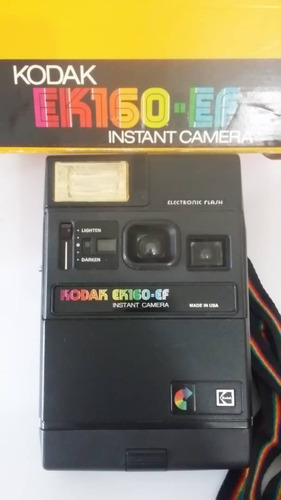 KODAK
EK160-EF
INSTANT CAMERA
ELECTRONIC FLASH
LIGHTEN
DARKEN
KODAK EK160-EF
INSTANT CAMERA
MADE IN USA